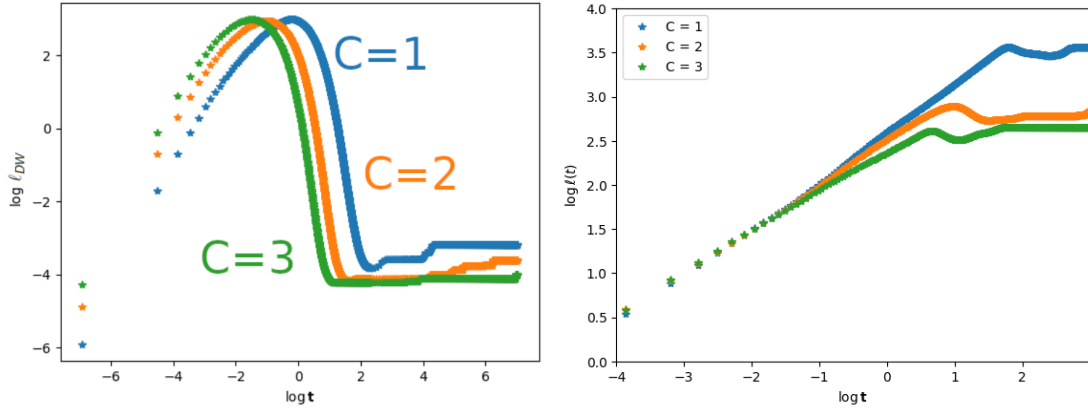 log ℓ_DW
2
0
−2
−4
−6
−6 −4 −2 0 2 4 6
log t
C=1
C=2
C=3
log ℓ(t)
4.0
3.5
3.0
2.5
2.0
1.5
1.0
0.5
0.0
−4 −3 −2 −1 0 1 2
log t
C = 1
C = 2
C = 3